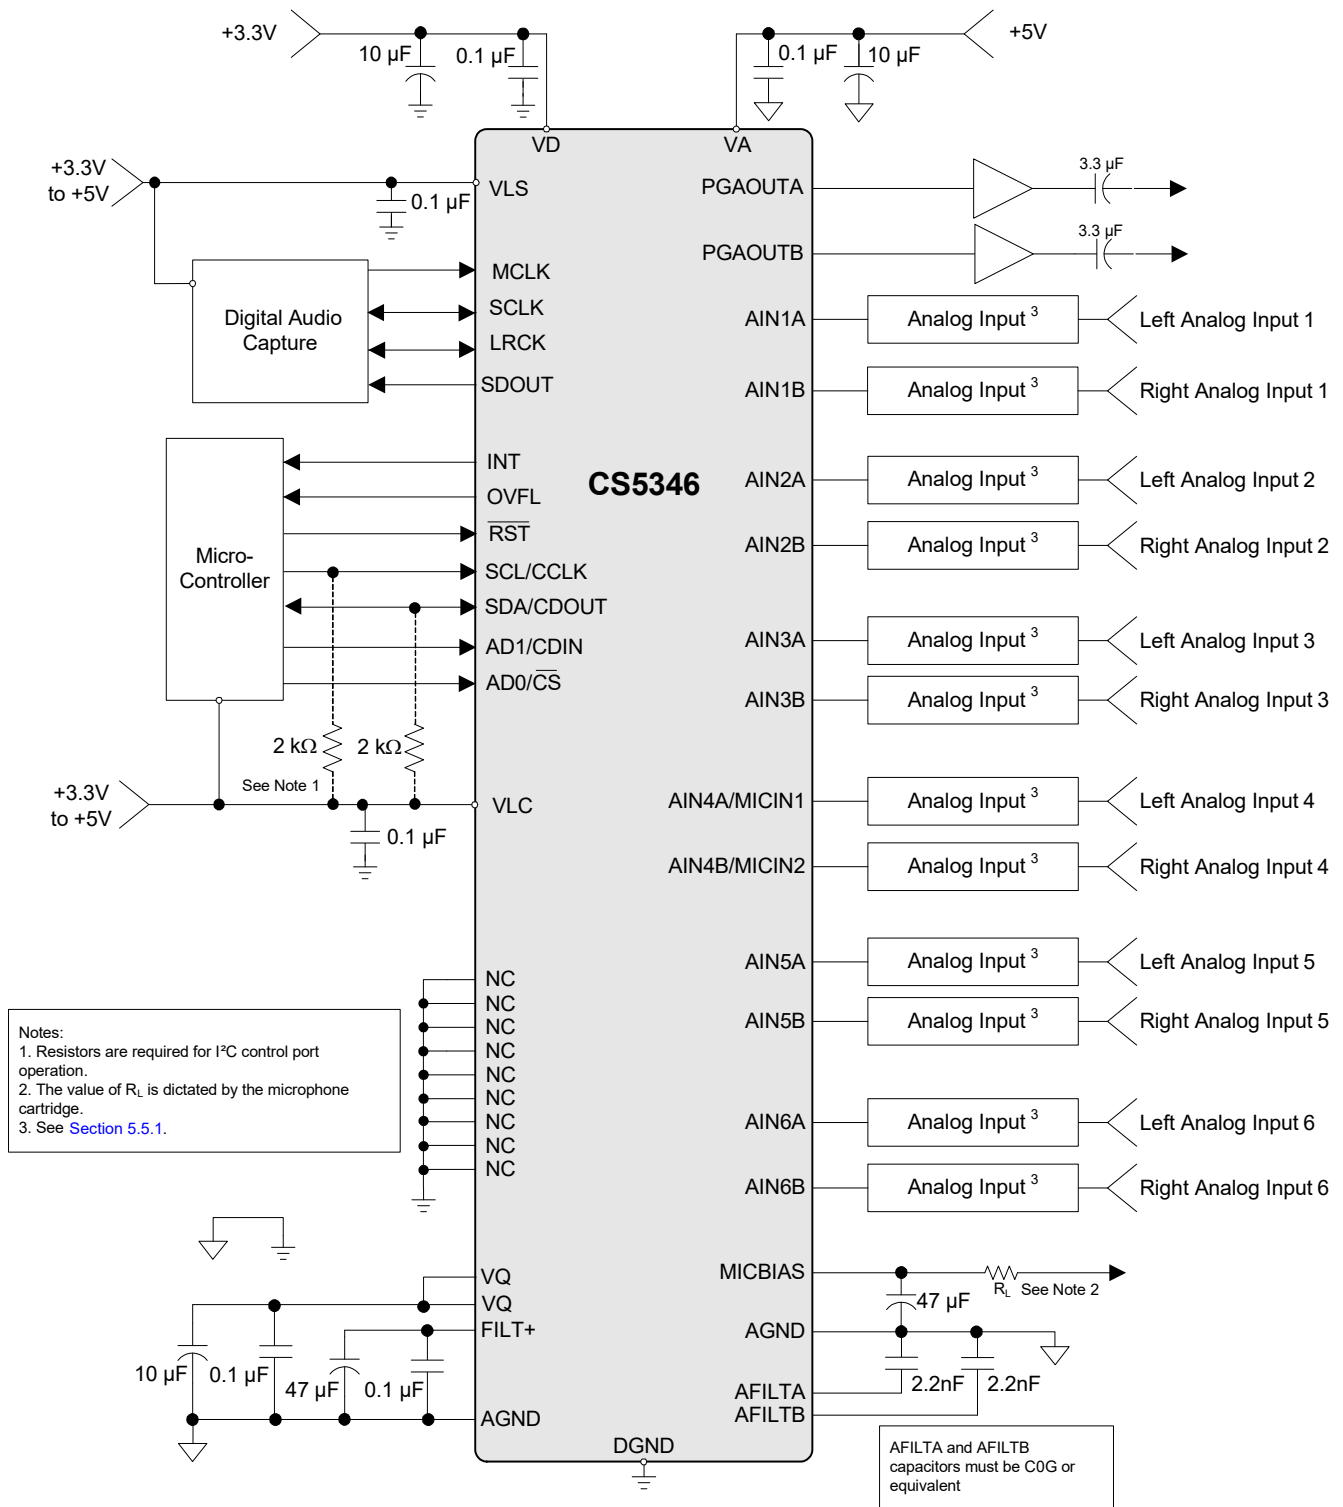 +3.3V
10 µF
0.1 µF
0.1 µF
10 µF
+5V
VD
VA
+3.3V
to +5V
VLS
0.1 µF
PGAOUTA
3.3 µF
PGAOUTB
3.3 µF
Digital Audio
Capture
MCLK
SCLK
LRCK
SDOUT
AIN1A
Analog Input 3
Left Analog Input 1
AIN1B
Analog Input 3
Right Analog Input 1
Micro-
Controller
INT
OVFL
RST
SCL/CCLK
SDA/CDOUT
AD1/CDIN
AD0/CS
CS5346
AIN2A
Analog Input 3
Left Analog Input 2
AIN2B
Analog Input 3
Right Analog Input 2
AIN3A
Analog Input 3
Left Analog Input 3
AIN3B
Analog Input 3
Right Analog Input 3
2 kΩ
2 kΩ
See Note 1
+3.3V
to +5V
VLC
0.1 µF
AIN4A/MICIN1
Analog Input 3
Left Analog Input 4
AIN4B/MICIN2
Analog Input 3
Right Analog Input 4
AIN5A
Analog Input 3
Left Analog Input 5
AIN5B
Analog Input 3
Right Analog Input 5
NC
NC
NC
NC
NC
NC
NC
NC
NC
Notes:
1. Resistors are required for I²C control port
operation.
2. The value of RL is dictated by the microphone
cartridge.
3. See Section 5.5.1.
AIN6A
Analog Input 3
Left Analog Input 6
AIN6B
Analog Input 3
Right Analog Input 6
VQ
VQ
FILT+
10 µF
0.1 µF
47 µF
0.1 µF
AGND
MICBIAS
RL
See Note 2
47 µF
AGND
2.2nF
2.2nF
AFILTA
AFILTB
DGND
AFILTA and AFILTB
capacitors must be C0G or
equivalent